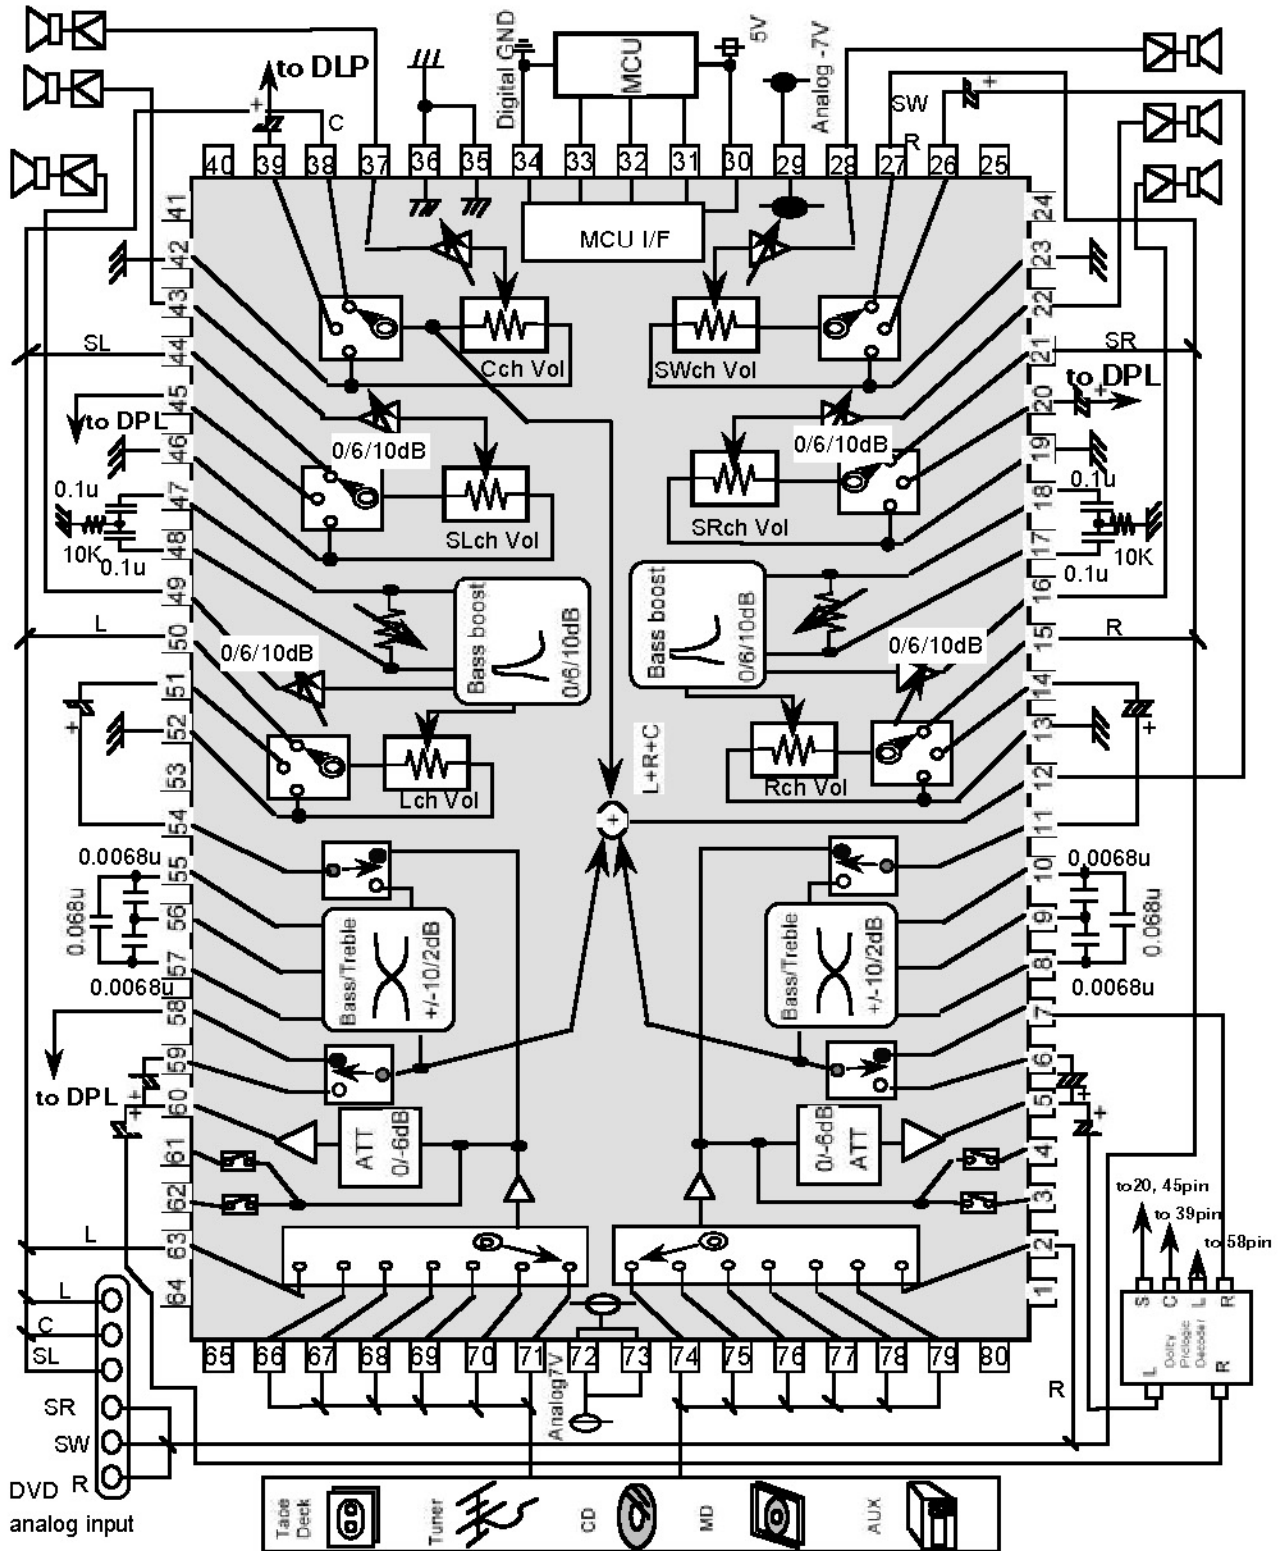 to DLP
+
C
Digital GND
MCU
5V
Analog -7V
SW
+
R
40
39
38
37
36
35
34
33
32
31
30
29
28
27
26
25
MCU I/F
41
42
43
44
45
46
47
48
49
50
51
52
53
54
55
56
57
58
59
60
61
62
63
64
24
23
22
21
20
19
18
17
16
15
14
13
12
11
10
9
8
7
6
5
4
3
2
1
SL
SR
Cch Vol
SWch Vol
to DPL
to DPL
+
0/6/10dB
0/6/10dB
SLch Vol
SRch Vol
0.1u
10K
0.1u
0.1u
10K
0.1u
Bass boost
0/6/10dB
Bass boost
0/6/10dB
L
R
0/6/10dB
0/6/10dB
+
+
Lch Vol
Rch Vol
L+R+C
+
0.0068u
0.068u
0.0068u
0.0068u
0.068u
0.0068u
Bass/Treble
+/-10/2dB
Bass/Treble
+/-10/2dB
to DPL
+
+
+
+
ATT
0/-6dB
0/-6dB
ATT
to20, 45pin
to 39pin
to 58pin
L
S
C
L
R
Dolby
Prologic
Decoder
L
R
65
66
67
68
69
70
71
72
73
74
75
76
77
78
79
80
Analog7V
R
L
C
SL
SR
SW
R
DVD
analog input
Tape
Deck
Tuner
CD
MD
AUX